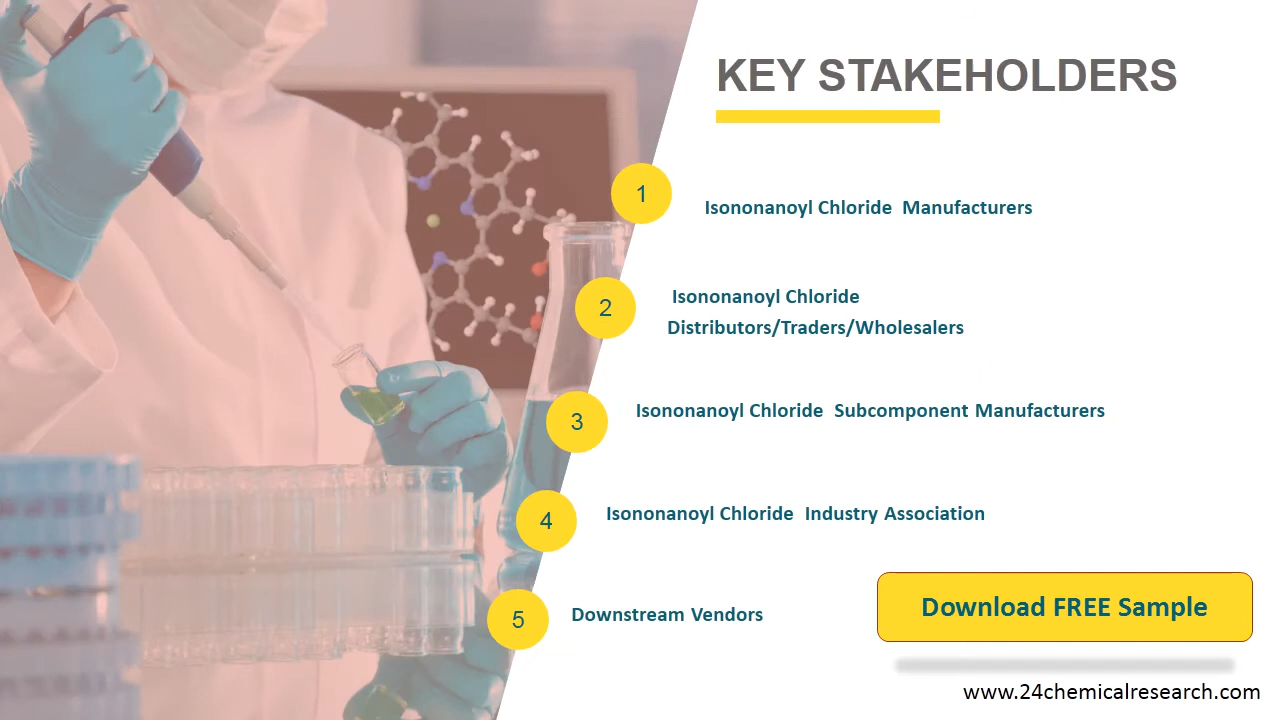 KEY STAKEHOLDERS
1
Isononanoyl Chloride  Manufacturers
2
Isononanoyl Chloride
Distributors/Traders/Wholesalers
3
Isononanoyl Chloride  Subcomponent Manufacturers
4
Isononanoyl Chloride  Industry Association
5
Downstream Vendors
Download FREE Sample
www.24chemicalresearch.com